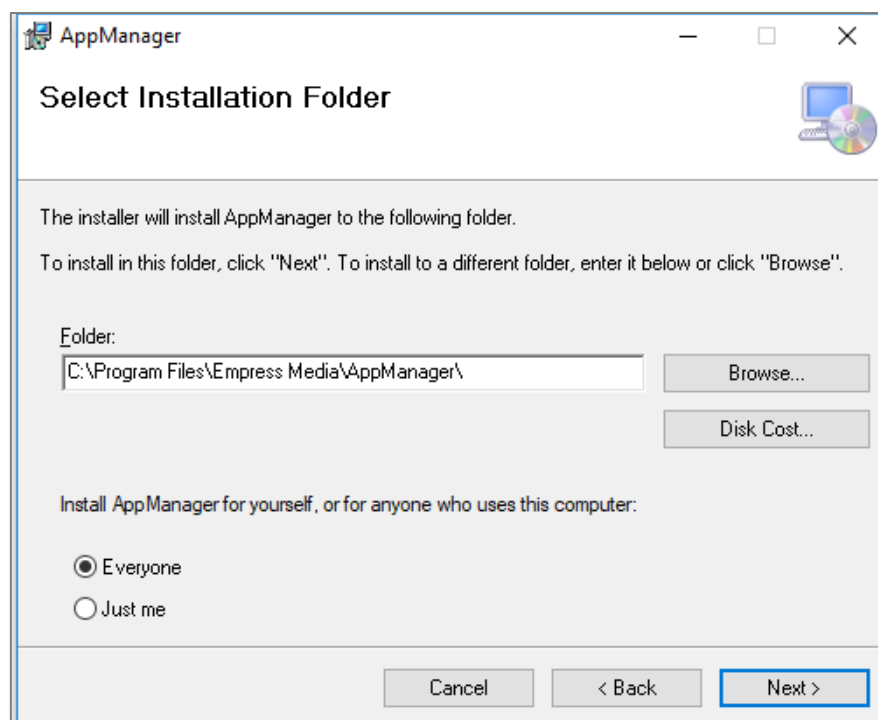 AppManager
Select Installation Folder
The installer will install AppManager to the following folder.
To install in this folder, click "Next". To install to a different folder, enter it below or click "Browse".
Folder:
C:\Program Files\Empress Media\AppManager\
Browse...
Disk Cost...
Install AppManager for yourself, or for anyone who uses this computer:
Everyone
Just me
Cancel
< Back
Next >